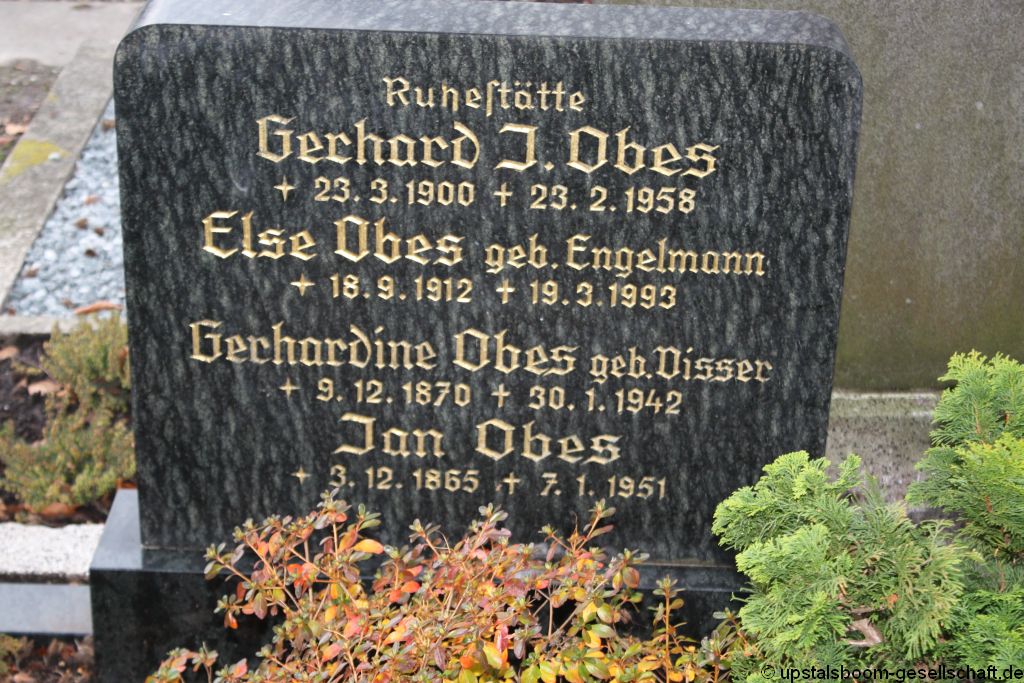 Ruheſtätte
Gerhard J. Obes
+ 23.3.1900 + 23.2.1958
Else Obes geb. Engelmann
+ 18.9.1912 + 19.3.1993
Gerhardine Obes geb. Visser
+ 9.12.1870 + 30.1.1942
Jan Obes
+ 3.12.1865 + 7.1.1951
© upstalsboom-gesellschaft.de